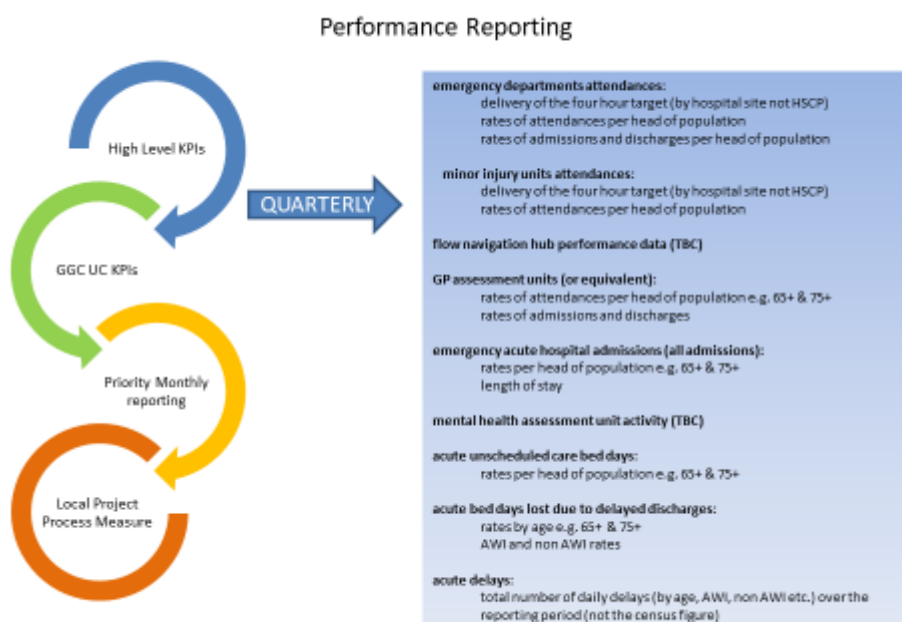 Performance Reporting
High Level KPIs
GGC UC KPIs
Priority Monthly
reporting
Local Project
Process Measure
QUARTERLY
emergency departments attendances:
delivery of the four hour target (by hospital site not HSCP)
rates of attendances per head of population
rates of admissions and discharges per head of population
minor injury units attendances:
delivery of the four hour target (by hospital site not HSCP)
rates of attendances per head of population
flow navigation hub performance data (TBC)
GP assessment units (or equivalent):
rates of attendances per head of population e.g. 65+ & 75+
rates of admissions and discharges
emergency acute hospital admissions (all admissions):
rates per head of population e.g. 65+ & 75+
length of stay
mental health assessment unit activity (TBC)
acute unscheduled care bed days:
rates per head of population e.g. 65+ & 75+
acute bed days lost due to delayed discharges:
rates by age e.g. 65+ & 75+
AWI and non AWI rates
acute delays:
total number of daily delays (by age, AWI, non AWI etc.) over the
reporting period (not the census figure)